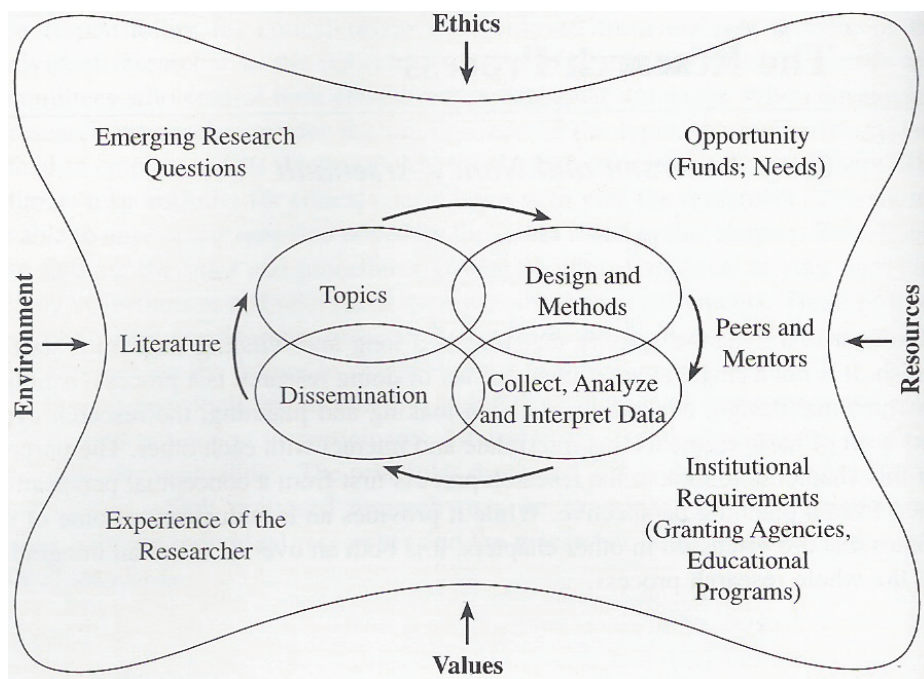 Ethics
Emerging Research
Questions
Opportunity
(Funds; Needs)
Environment
Literature
Topics
Design and
Methods
Peers and
Mentors
Resources
Dissemination
Collect, Analyze
and Interpret Data
Experience of the
Researcher
Institutional
Requirements
(Granting Agencies,
Educational
Programs)
Values